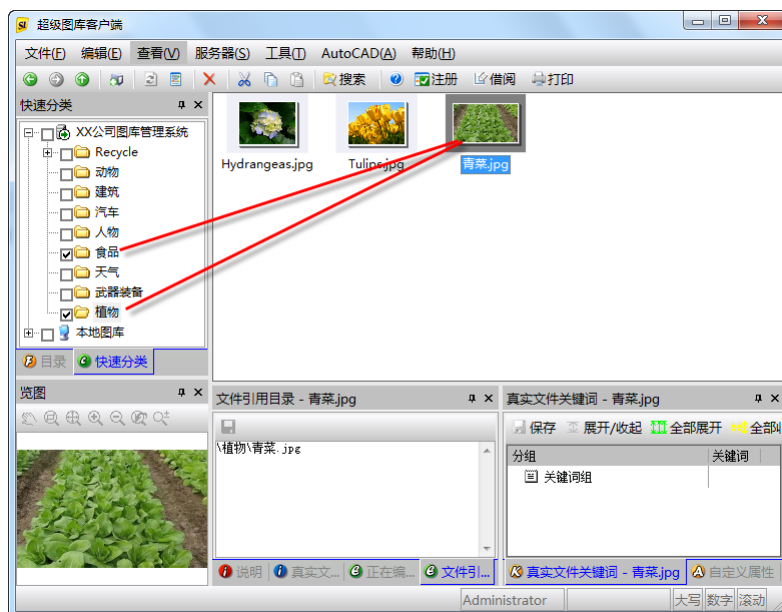 SL 超级图库客户端
文件(F) 编辑(E) 查看(V) 服务器(S) 工具(T) AutoCAD(A) 帮助(H)
搜索 注册 借阅 打印
快速分类
XX公司图库管理系统
Recycle
动物
建筑
汽车
人物
食品
天气
武器装备
植物
本地图库
目录 快速分类
Hydrangeas.jpg Tulips.jpg 青菜.jpg
览图
文件引用目录 - 青菜.jpg
\植物\青菜.jpg
说明 真实文... 正在编... 文件引...
真实文件关键词 - 青菜.jpg
保存 展开/收起 全部展开 全部
分组 关键词
关键词组
真实文件关键词 - 青菜.jpg 自定义属性
Administrator 大写 数字 滚动